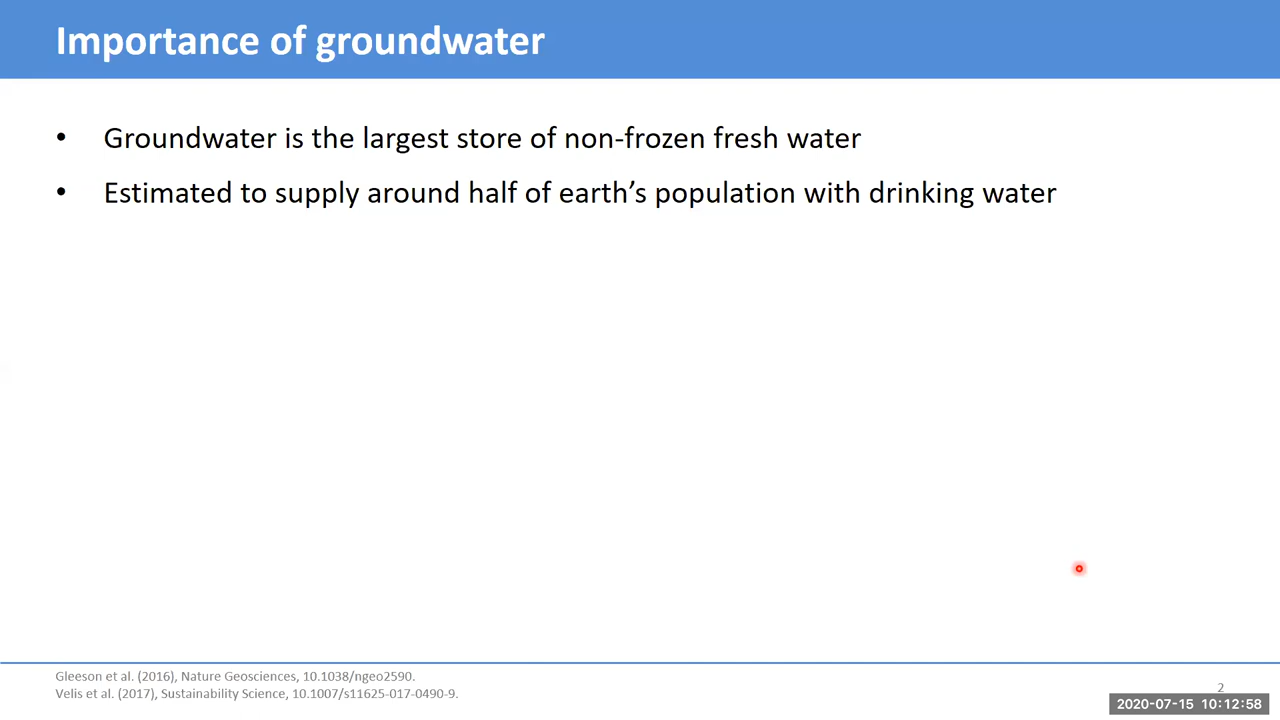 Importance of groundwater
• Groundwater is the largest store of non-frozen fresh water
• Estimated to supply around half of earth’s population with drinking water
Gleeson et al. (2016), Nature Geosciences, 10.1038/ngeo2590.
Velis et al. (2017), Sustainability Science, 10.1007/s11625-017-0490-9.
2
2020-07-15 10:12:58